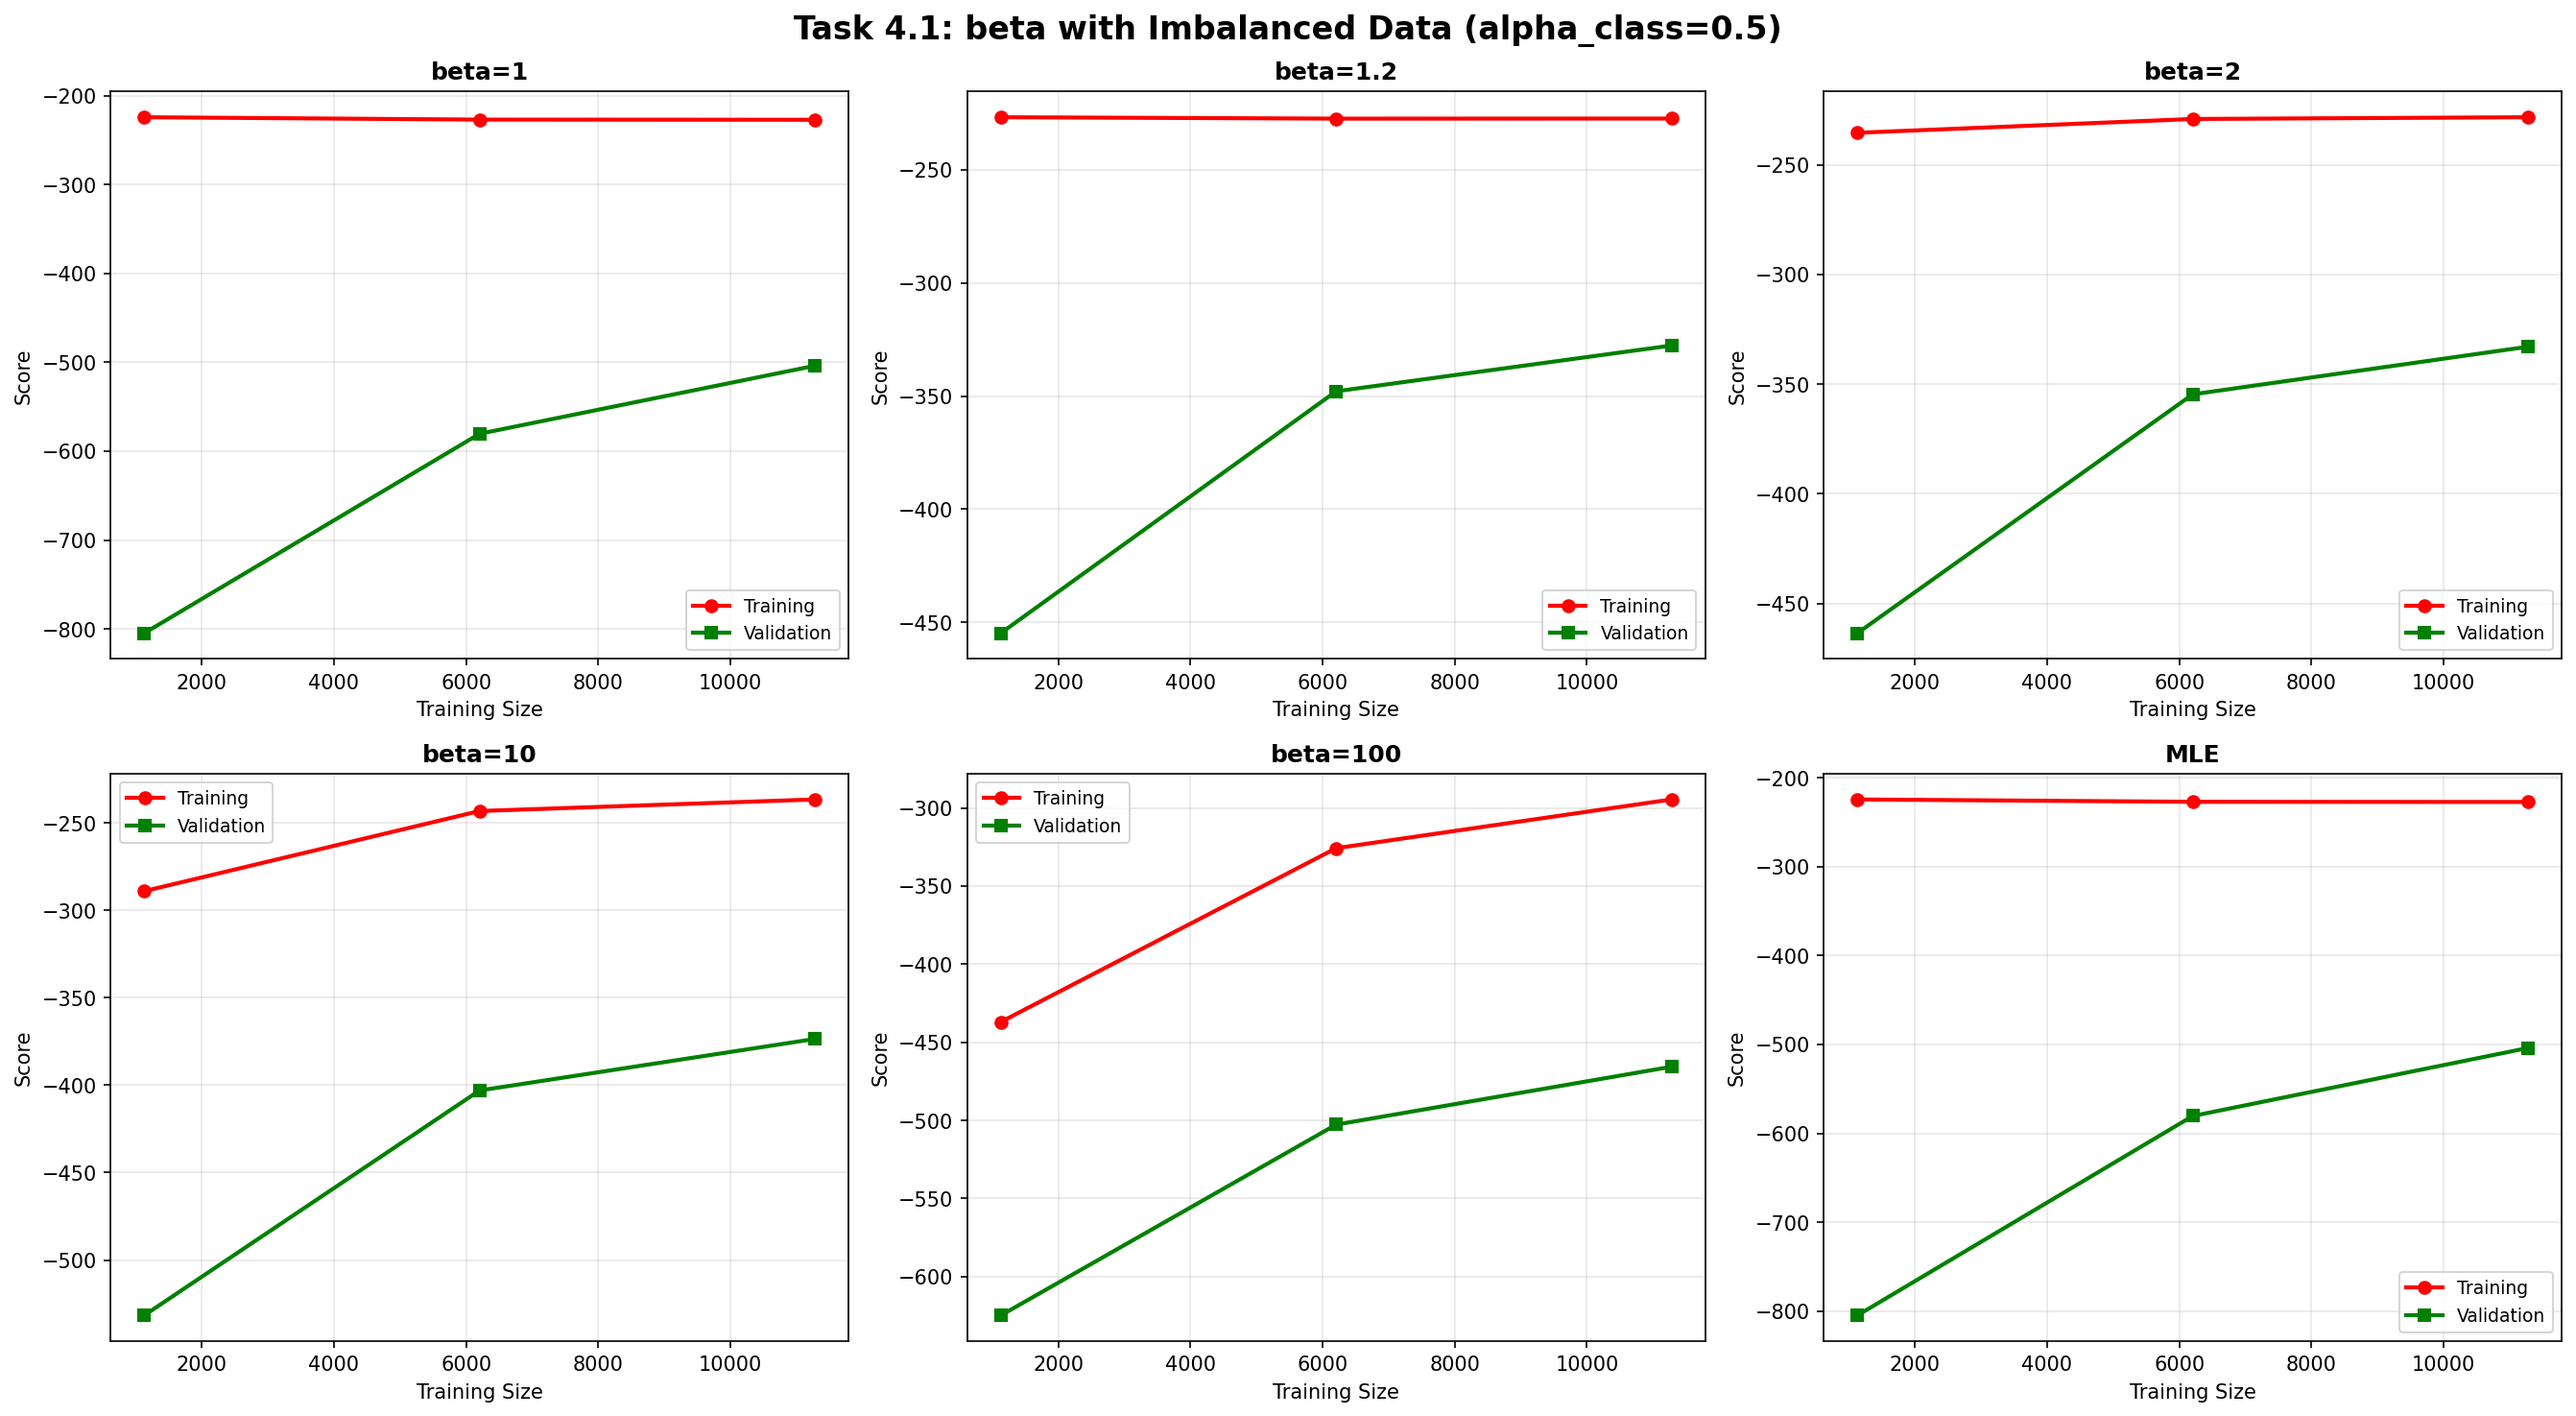 Task 4.1: beta with Imbalanced Data (alpha_class=0.5)
beta=1
−200
−300
−400
−500
−600
−700
−800
Score
2000 4000 6000 8000 10000
Training Size
Training
Validation
beta=1.2
−250
−300
−350
−400
−450
Score
2000 4000 6000 8000 10000
Training Size
Training
Validation
beta=2
−250
−300
−350
−400
−450
Score
2000 4000 6000 8000 10000
Training Size
Training
Validation
beta=10
Training
Validation
−250
−300
−350
−400
−450
−500
Score
2000 4000 6000 8000 10000
Training Size
beta=100
Training
Validation
−300
−350
−400
−450
−500
−550
−600
Score
2000 4000 6000 8000 10000
Training Size
MLE
−200
−300
−400
−500
−600
−700
−800
Score
2000 4000 6000 8000 10000
Training Size
Training
Validation